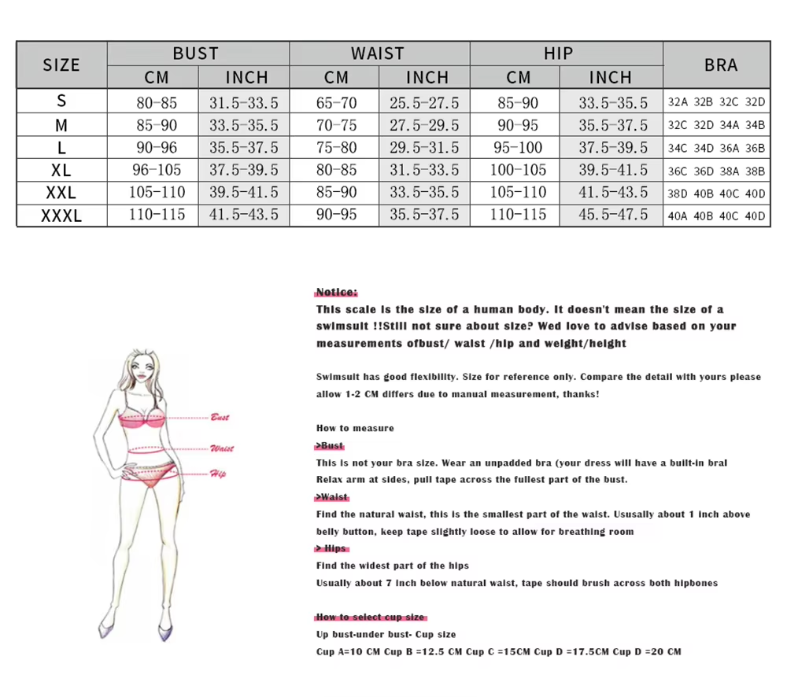 SIZE BUST WAIST HIP BRA
CM INCH CM INCH CM INCH
S 80-85 31.5-33.5 65-70 25.5-27.5 85-90 33.5-35.5 32A 32B 32C 32D
M 85-90 33.5-35.5 70-75 27.5-29.5 90-95 35.5-37.5 32C 32D 34A 34B
L 90-96 35.5-37.5 75-80 29.5-31.5 95-100 37.5-39.5 34C 34D 36A 36B
XL 96-105 37.5-39.5 80-85 31.5-33.5 100-105 39.5-41.5 36C 36D 38A 38B
XXL 105-110 39.5-41.5 85-90 33.5-35.5 105-110 41.5-43.5 38D 40B 40C 40D
XXXL 110-115 41.5-43.5 90-95 35.5-37.5 110-115 45.5-47.5 40A 40B 40C 40D
Notice:
This scale is the size of a human body. It doesn't mean the size of a
swimsuit !!Still not sure about size? Wed love to advise based on your
measurements ofbust/ waist /hip and weight/height
Swimsuit has good flexibility. Size for reference only. Compare the detail with yours please
allow 1-2 CM differs due to manual measurement, thanks!
How to measure
>Bust
This is not your bra size. Wear an unpadded bra (your dress will have a built-in bral
Relax arm at sides, pull tape across the fullest part of the bust.
>Waist
Find the natural waist, this is the smallest part of the waist. Ususally about 1 inch above
belly button, keep tape slightly loose to allow for breathing room
> Hips
Find the widest part of the hips
Usually about 7 inch below natural waist, tape should brush across both hipbones
How to select cup size
Up bust-under bust- Cup size
Cup A=10 CM Cup B =12.5 CM Cup C =15CM Cup D =17.5CM Cup D =20 CM
Bust
Waist
Hip